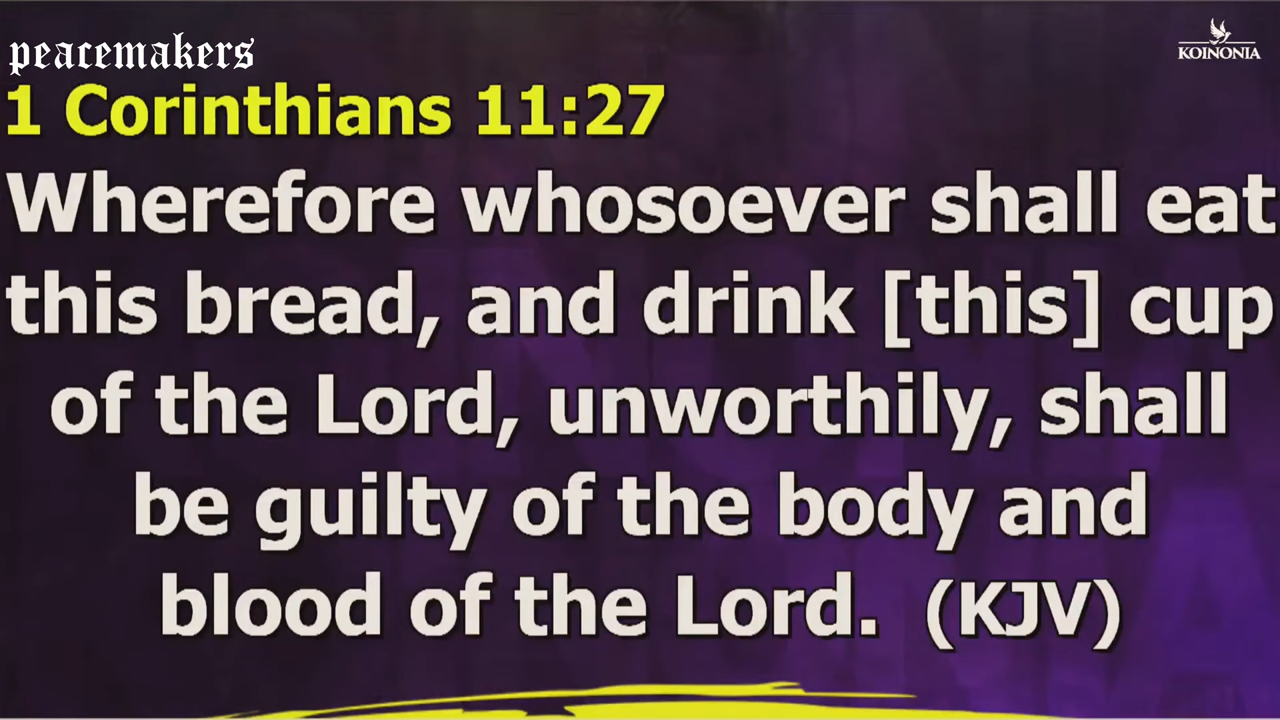 peacemakers
KOINONIA
1 Corinthians 11:27
Wherefore whosoever shall eat
this bread, and drink [this] cup
of the Lord, unworthily, shall
be guilty of the body and
blood of the Lord. (KJV)